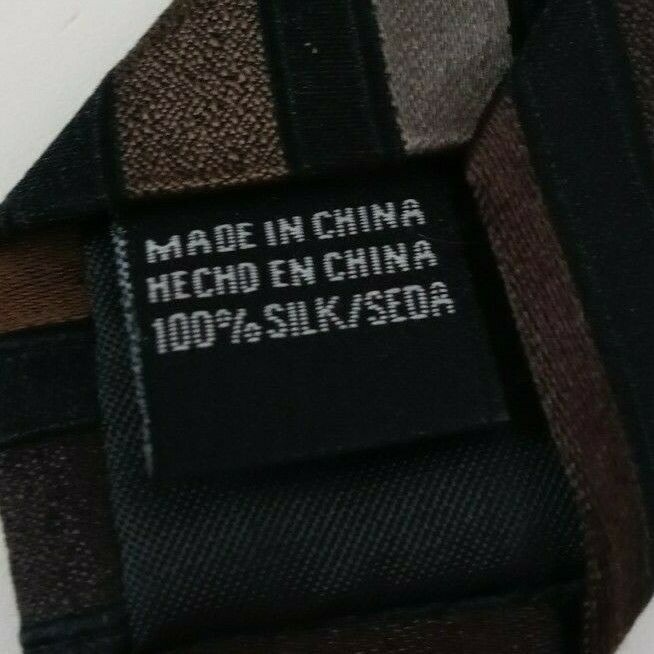 MADE IN CHINA
HECHO EN CHINA
100% SILK/SEDA